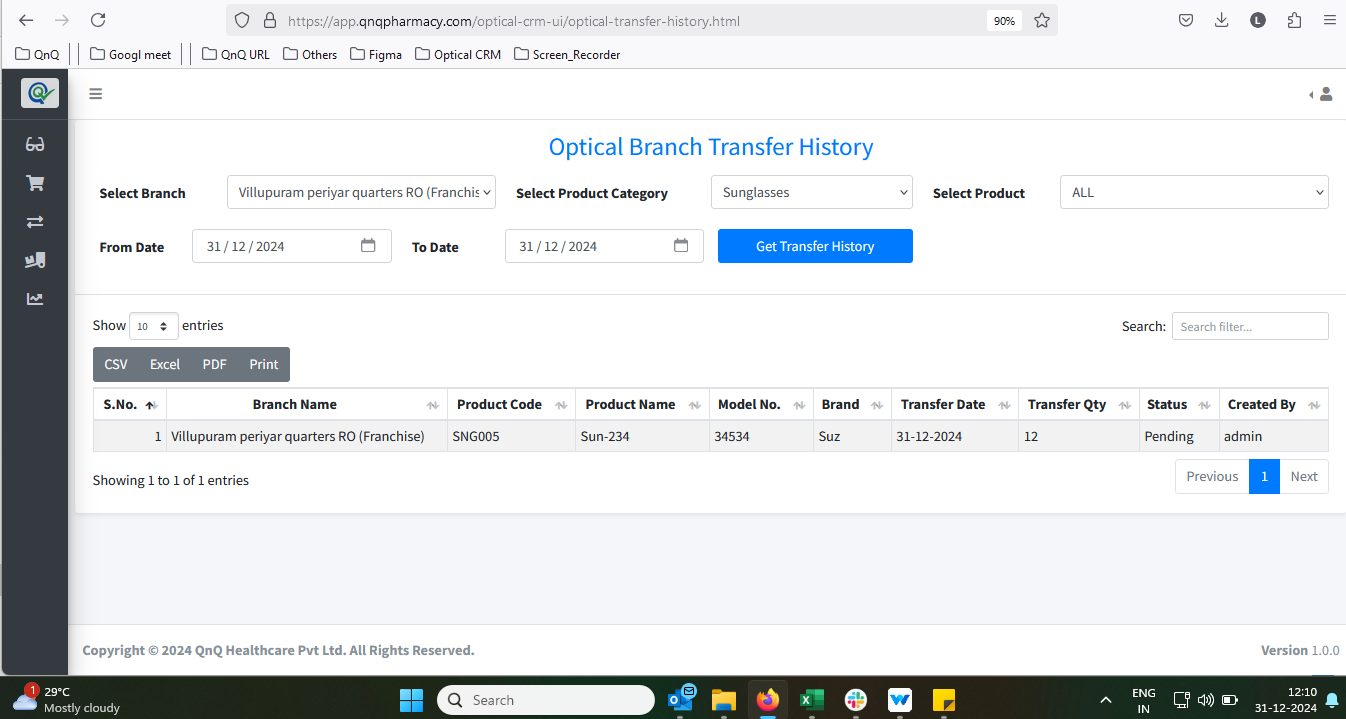 https://app.qnqpharmacy.com/optical-crm-ui/optical-transfer-history.html 90% L
QnQ Googl meet QnQ URL Others Figma Optical CRM Screen_Recorder
Optical Branch Transfer History
Select Branch Villupuram periyar quarters RO (Franchis Select Product Category Sunglasses Select Product ALL
From Date 31 / 12 / 2024 To Date 31 / 12 / 2024 Get Transfer History
Show 10 entries Search: Search filter...
CSV Excel PDF Print
S.No. Branch Name Product Code Product Name Model No. Brand Transfer Date Transfer Qty Status Created By
1 Villupuram periyar quarters RO (Franchise) SNG005 Sun-234 34534 Suz 31-12-2024 12 Pending admin
Showing 1 to 1 of 1 entries Previous 1 Next
Copyright © 2024 QnQ Healthcare Pvt Ltd. All Rights Reserved. Version 1.0.0
1 29°C ENG 12:10
Mostly cloudy Search IN 31-12-2024